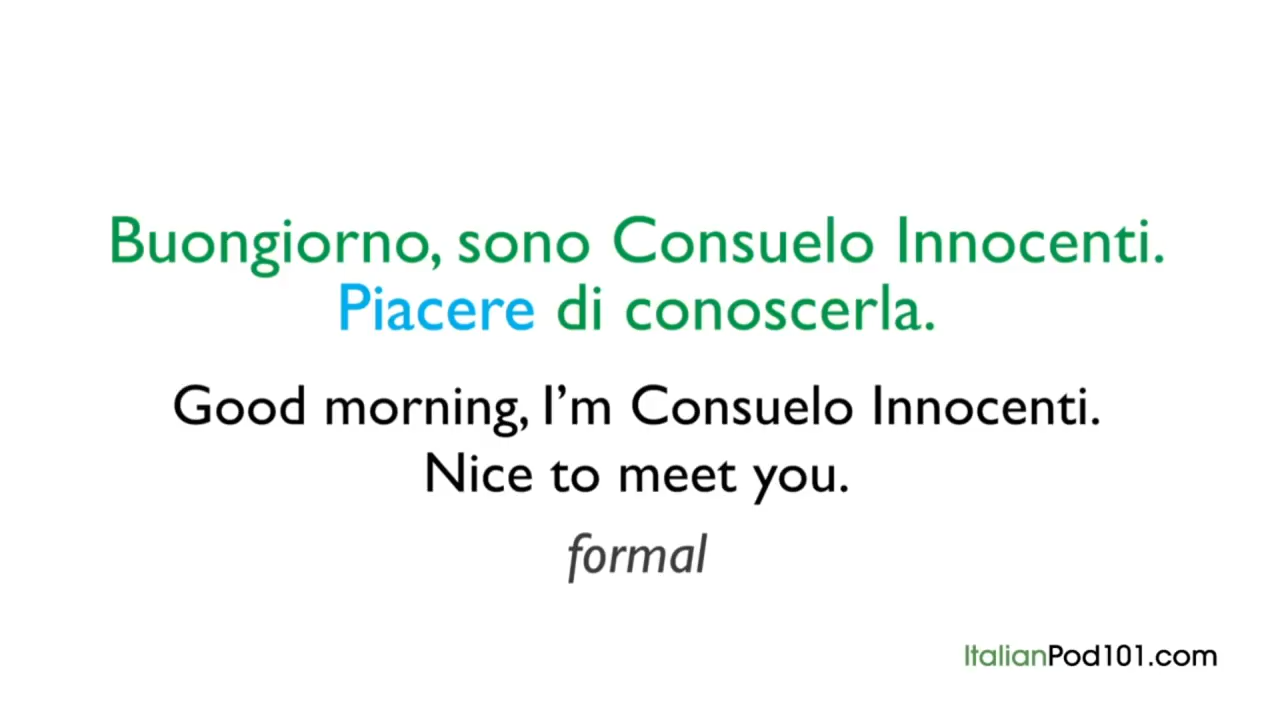 Buongiorno, sono Consuelo Innocenti.
Piacere di conoscerla.
Good morning, I’m Consuelo Innocenti.
Nice to meet you.
formal
ItalianPod101.com